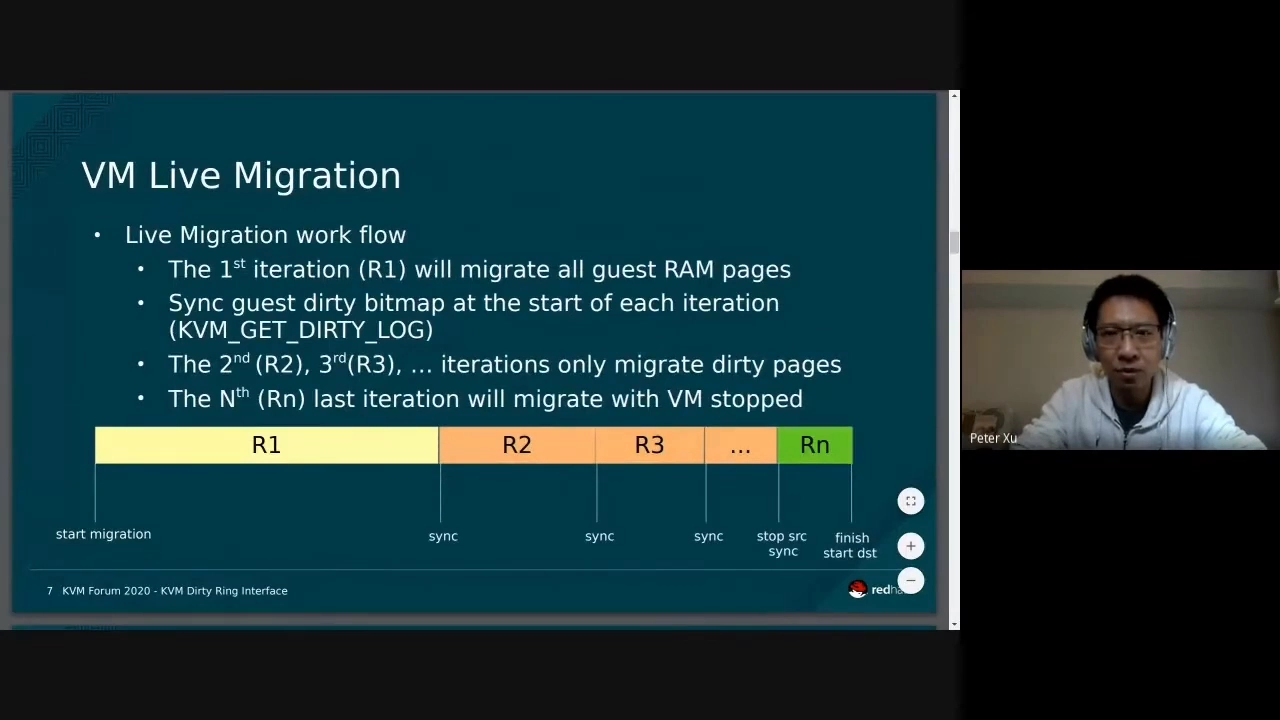 VM Live Migration
• Live Migration work flow
• The 1st iteration (R1) will migrate all guest RAM pages
• Sync guest dirty bitmap at the start of each iteration
(KVM_GET_DIRTY_LOG)
• The 2nd (R2), 3rd(R3), ... iterations only migrate dirty pages
• The Nth (Rn) last iteration will migrate with VM stopped
R1 R2 R3 ... Rn
start migration sync sync sync stop src sync finish start dst
7 KVM Forum 2020 - KVM Dirty Ring Interface
Peter Xu